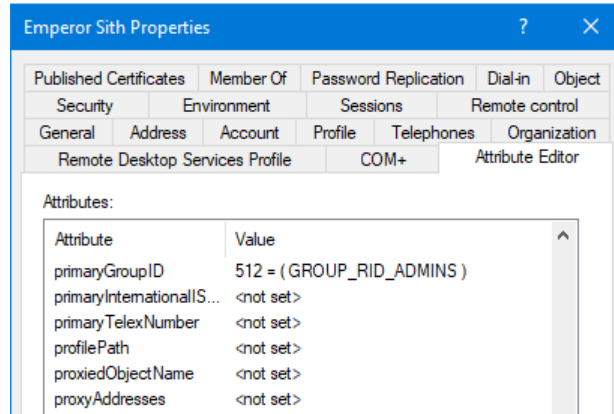 Emperor Sith Properties ? ×
Published Certificates Member Of Password Replication Dial-in Object
Security Environment Sessions Remote control
General Address Account Profile Telephones Organization
Remote Desktop Services Profile COM+ Attribute Editor
Attributes:
Attribute Value
primaryGroupID 512 = ( GROUP_RID_ADMINS )
primaryInternationalIS... <not set>
primaryTelexNumber <not set>
profilePath <not set>
proxiedObjectName <not set>
proxyAddresses <not set>